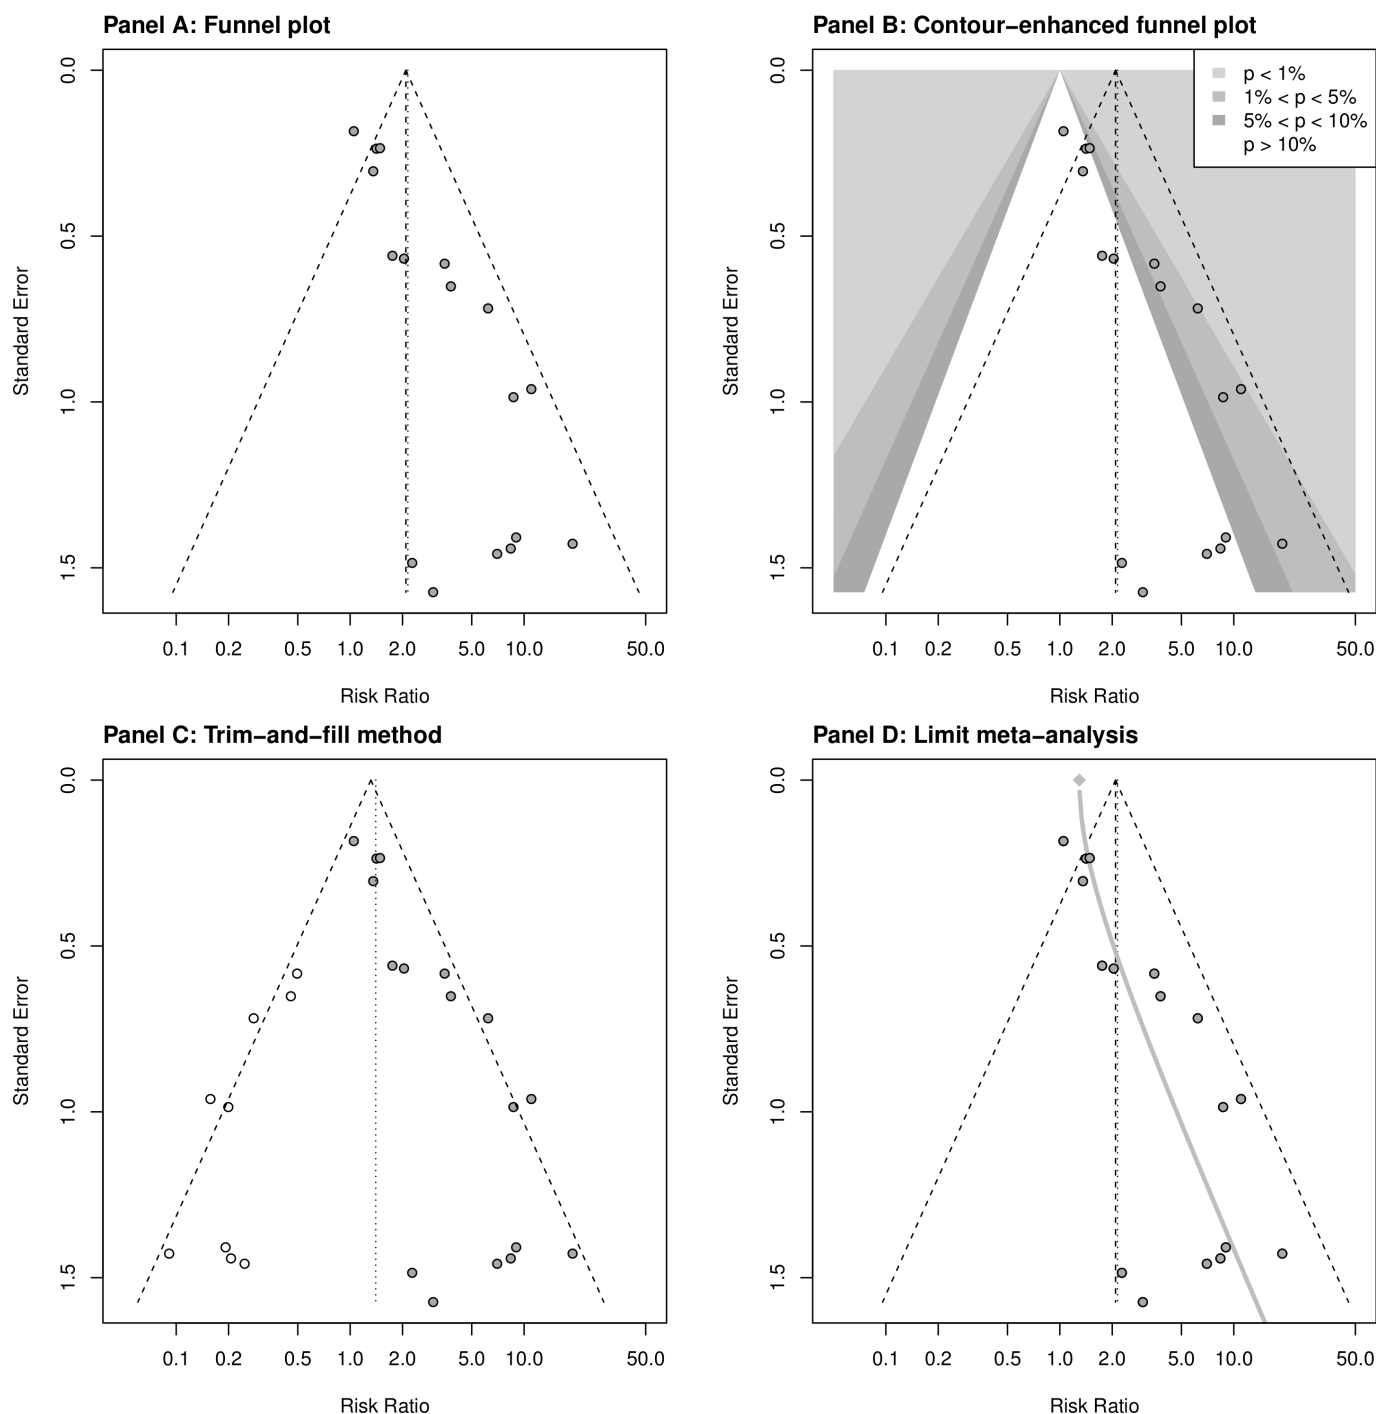 Panel A: Funnel plot
0.0
0.5
1.0
1.5
Standard Error
0.1 0.2 0.5 1.0 2.0 5.0 10.0 50.0
Risk Ratio
Panel B: Contour−enhanced funnel plot
p < 1%
1% < p < 5%
5% < p < 10%
p > 10%
0.0
0.5
1.0
1.5
Standard Error
0.1 0.2 0.5 1.0 2.0 5.0 10.0 50.0
Risk Ratio
Panel C: Trim−and−fill method
0.0
0.5
1.0
1.5
Standard Error
0.1 0.2 0.5 1.0 2.0 5.0 10.0 50.0
Risk Ratio
Panel D: Limit meta−analysis
0.0
0.5
1.0
1.5
Standard Error
0.1 0.2 0.5 1.0 2.0 5.0 10.0 50.0
Risk Ratio